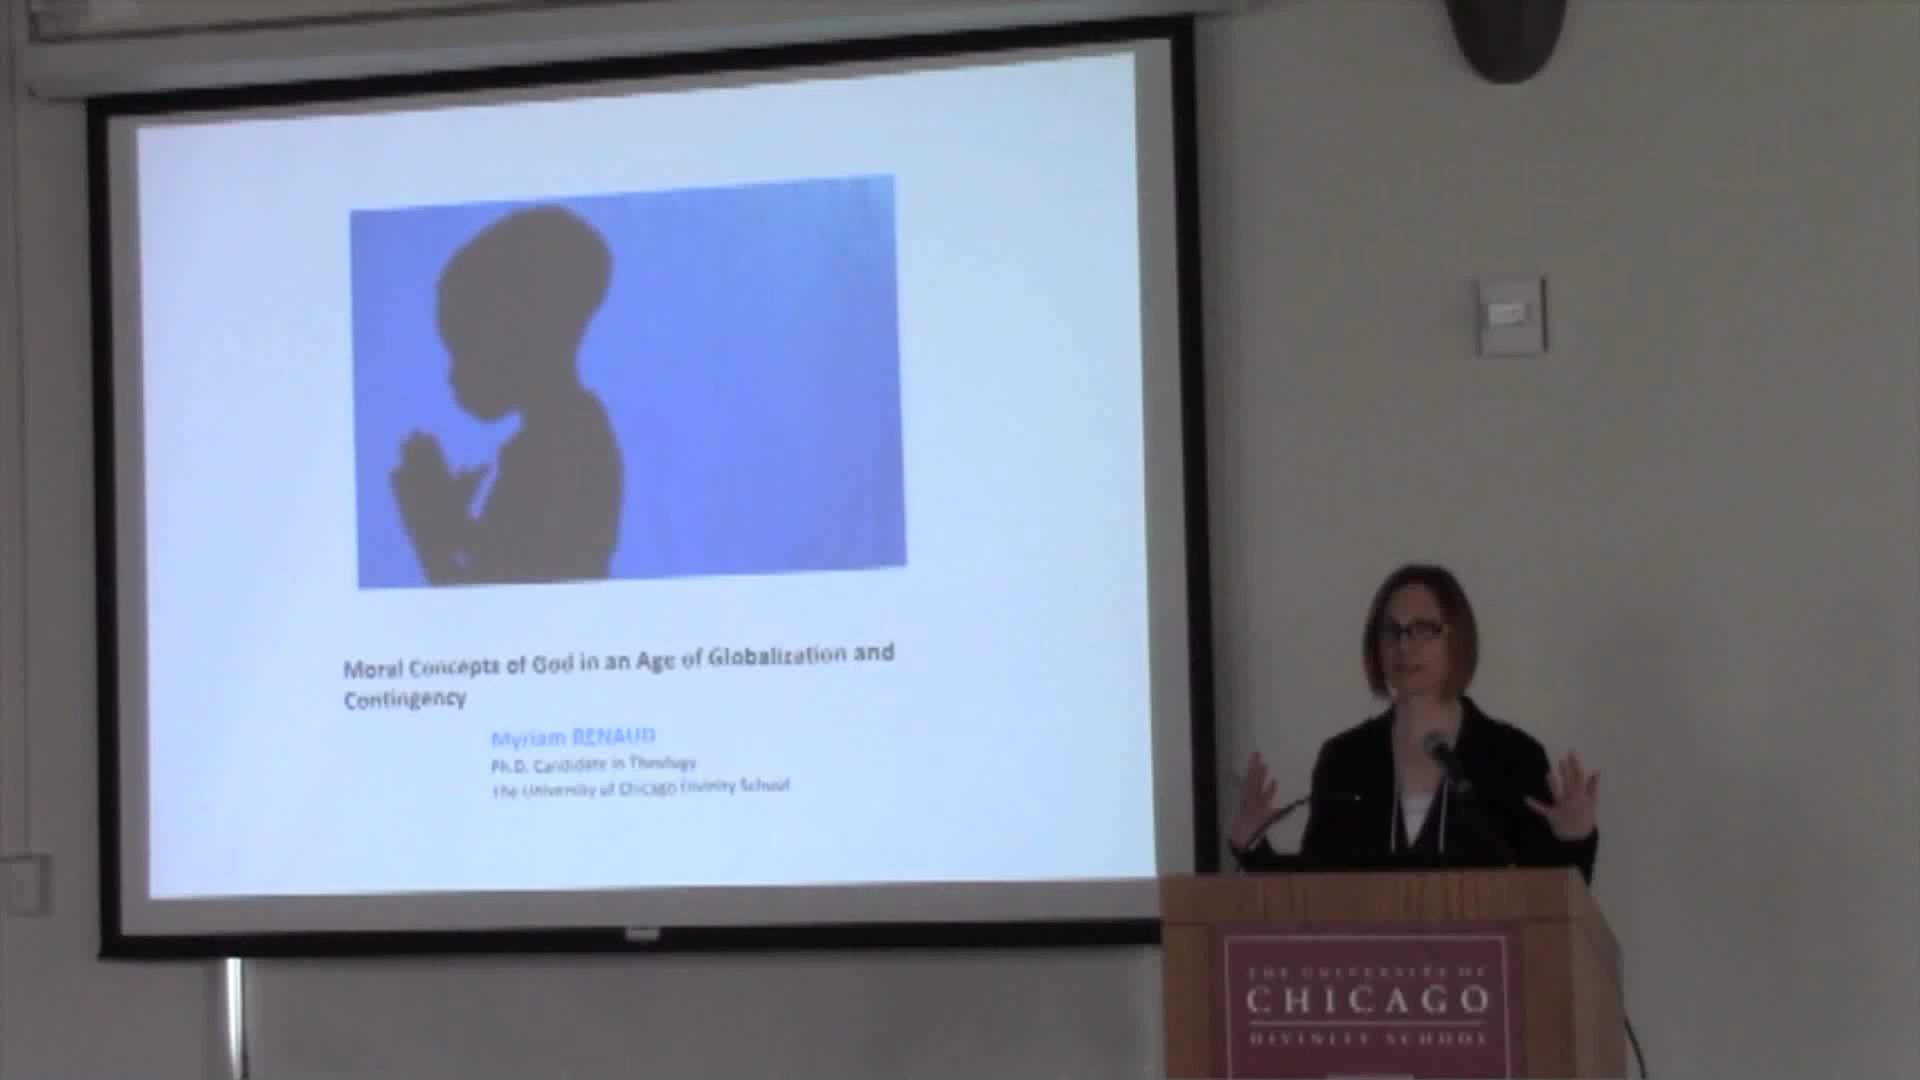 Moral Concepts of God in an Age of Globalization and
Contingency
Myriam RENAUD
Ph.D. Candidate in Theology
The University of Chicago Divinity School
THE UNIVERSITY OF
CHICAGO
DIVINITY SCHOOL